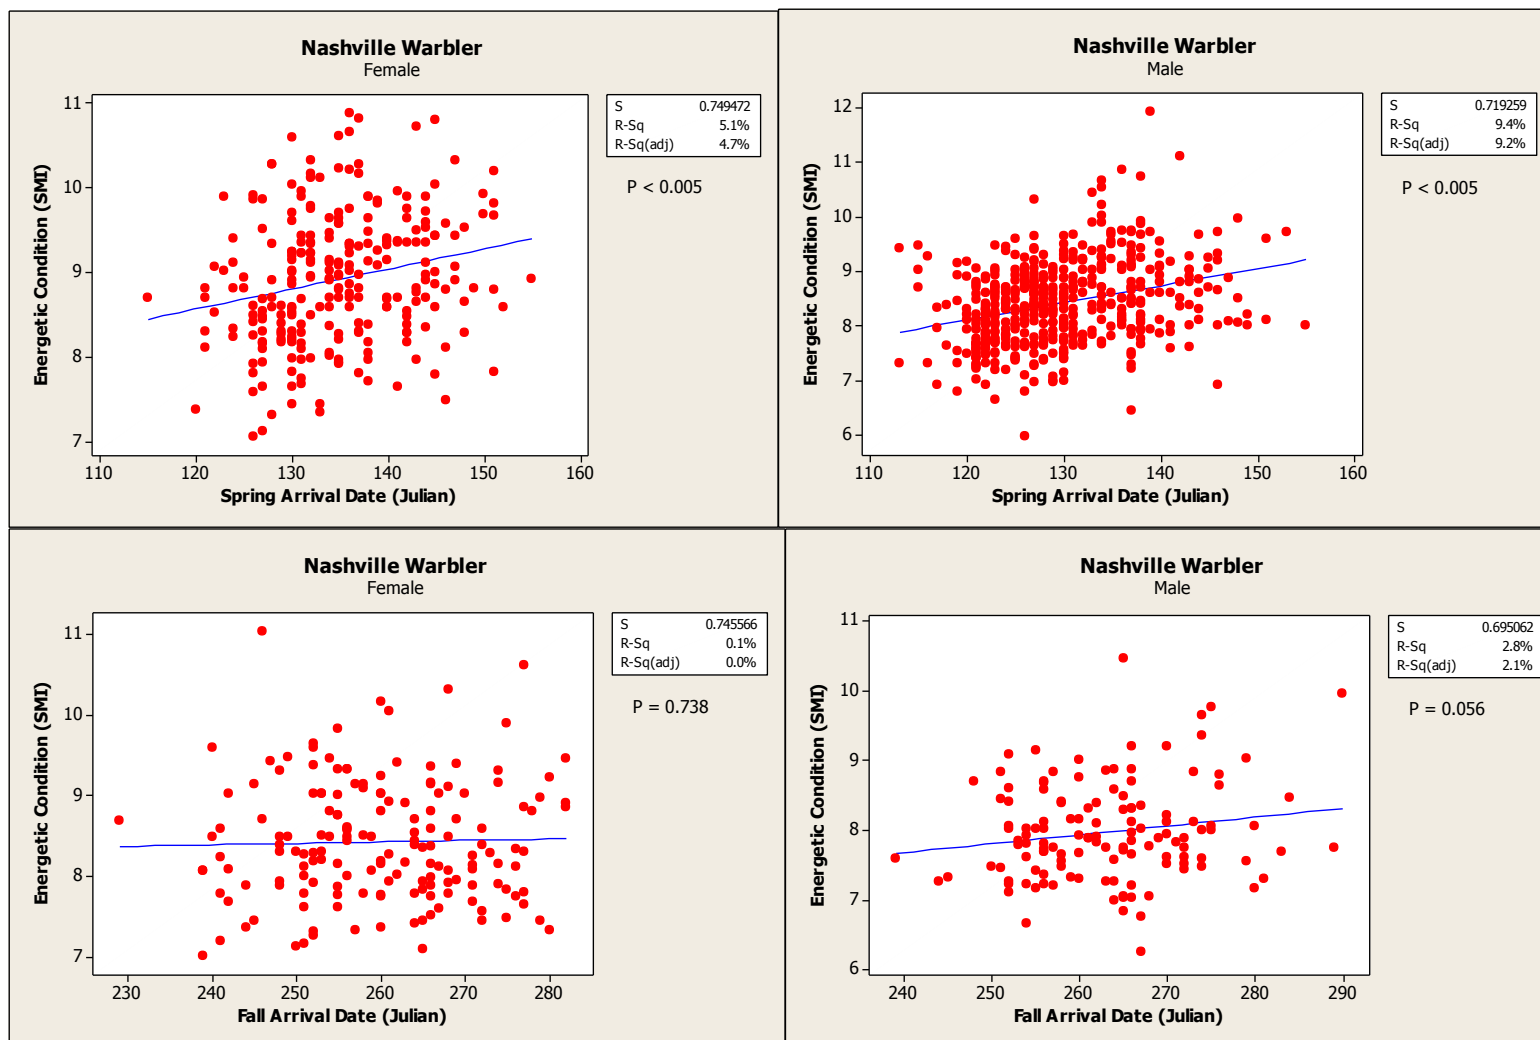 Nashville Warbler
Female
S 0.749472
R-Sq 5.1%
R-Sq(adj) 4.7%
P < 0.005
11
10
9
8
7
Energetic Condition (SMI)
110 120 130 140 150 160
Spring Arrival Date (Julian)
Nashville Warbler
Male
S 0.719259
R-Sq 9.4%
R-Sq(adj) 9.2%
P < 0.005
12
11
10
9
8
7
6
Energetic Condition (SMI)
110 120 130 140 150 160
Spring Arrival Date (Julian)
Nashville Warbler
Female
S 0.745566
R-Sq 0.1%
R-Sq(adj) 0.0%
P = 0.738
11
10
9
8
7
Energetic Condition (SMI)
230 240 250 260 270 280
Fall Arrival Date (Julian)
Nashville Warbler
Male
S 0.695062
R-Sq 2.8%
R-Sq(adj) 2.1%
P = 0.056
11
10
9
8
7
6
Energetic Condition (SMI)
240 250 260 270 280 290
Fall Arrival Date (Julian)